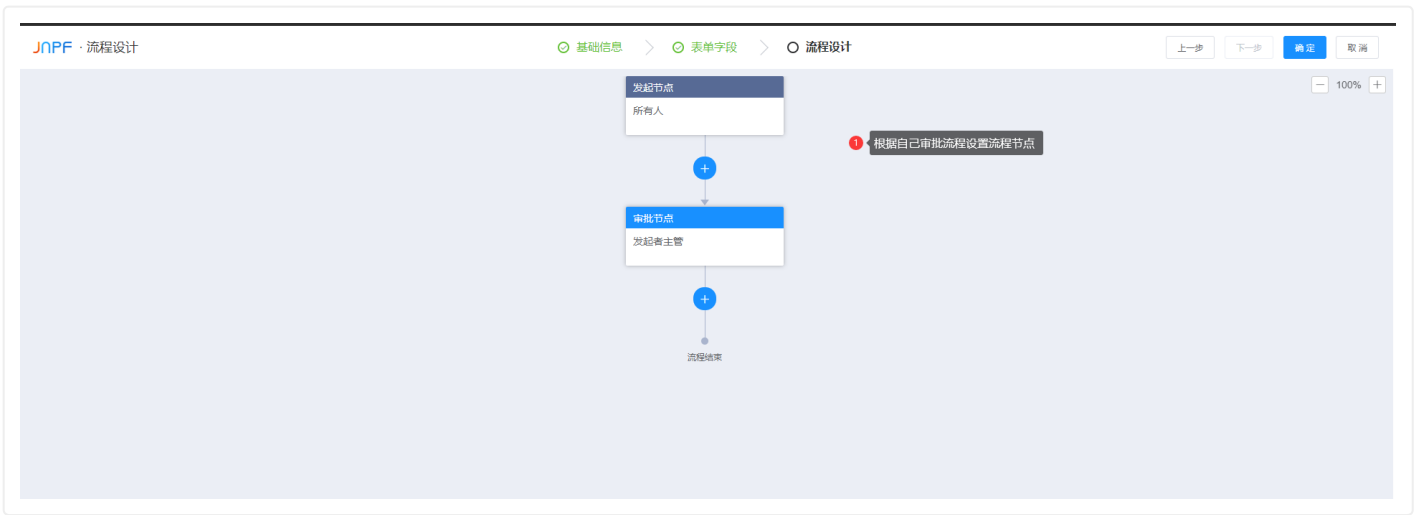 JNPF · 流程设计
基础信息
表单字段
流程设计
上一步
下一步
确定
取消
100%
发起节点
所有人
1 根据自己审批流程设置流程节点
审批节点
发起者主管
流程结束